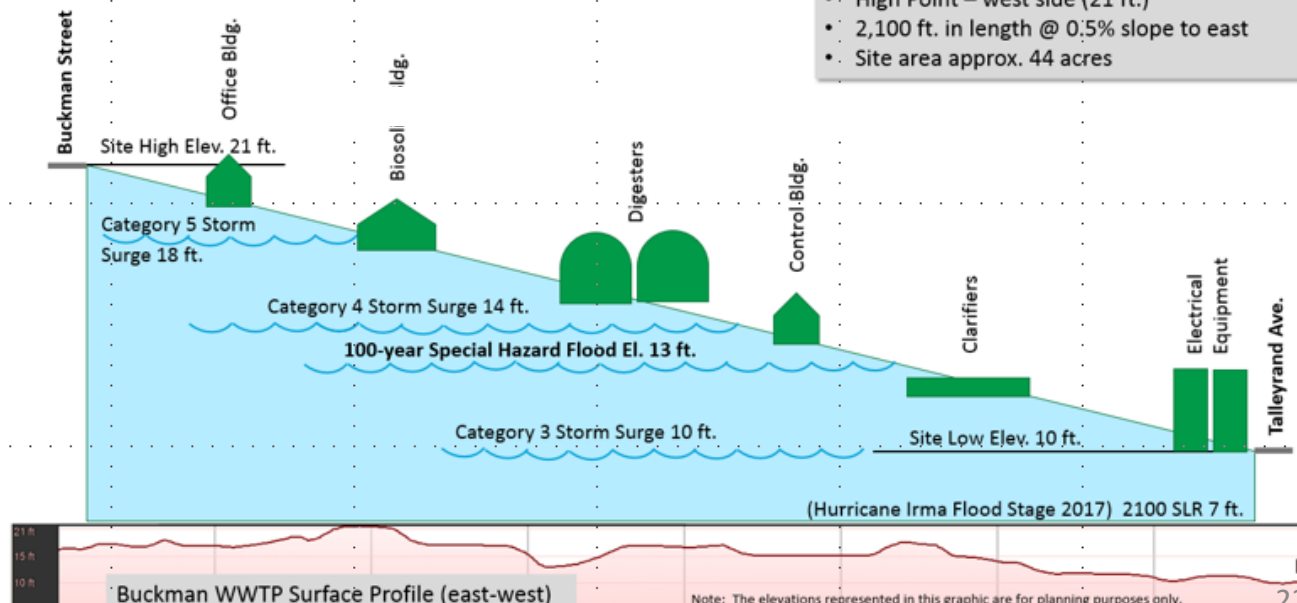 High Point – west side (21 ft.)
• 2,100 ft. in length @ 0.5% slope to east
• Site area approx. 44 acres
Buckman Street
Office Bldg.
Biosoli ldg.
Digesters
Control Bldg.
Clarifiers
Electrical
Equipment
Talleyrand Ave.
Site High Elev. 21 ft.
Category 5 Storm
Surge 18 ft.
Category 4 Storm Surge 14 ft.
100-year Special Hazard Flood El. 13 ft.
Category 3 Storm Surge 10 ft.
Site Low Elev. 10 ft.
(Hurricane Irma Flood Stage 2017) 2100 SLR 7 ft.
21 ft
15 ft
10 ft
Buckman WWTP Surface Profile (east-west)
Note: The elevations represented in this graphic are for planning purposes only.
21